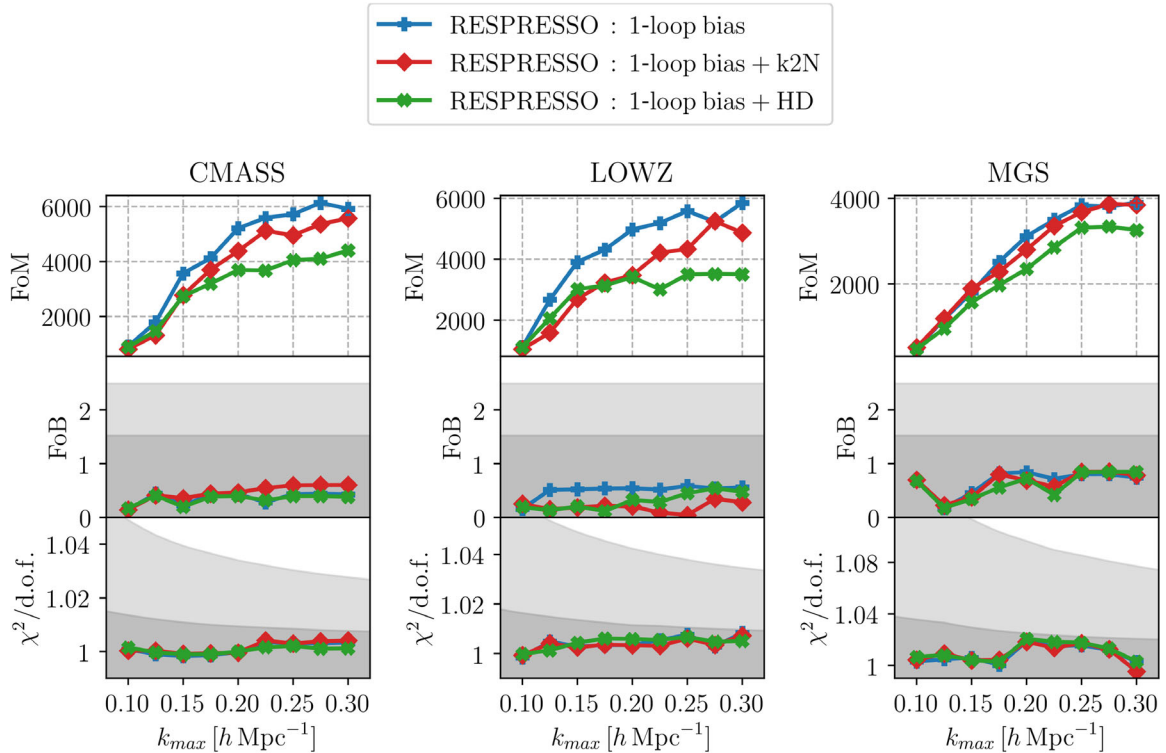 RESPRESSO : 1-loop bias
RESPRESSO : 1-loop bias + k2N
RESPRESSO : 1-loop bias + HD
CMASS
LOWZ
MGS
6000
4000
2000
FoM
6000
4000
2000
FoM
4000
2000
FoM
2
1
0
FoB
2
1
0
FoB
2
1
0
FoB
1.04
1.02
1
χ²/d.o.f.
1.04
1.02
1
χ²/d.o.f.
1.08
1.04
1
χ²/d.o.f.
0.10 0.15 0.20 0.25 0.30
0.10 0.15 0.20 0.25 0.30
0.10 0.15 0.20 0.25 0.30
k_max [h Mpc⁻¹]
k_max [h Mpc⁻¹]
k_max [h Mpc⁻¹]